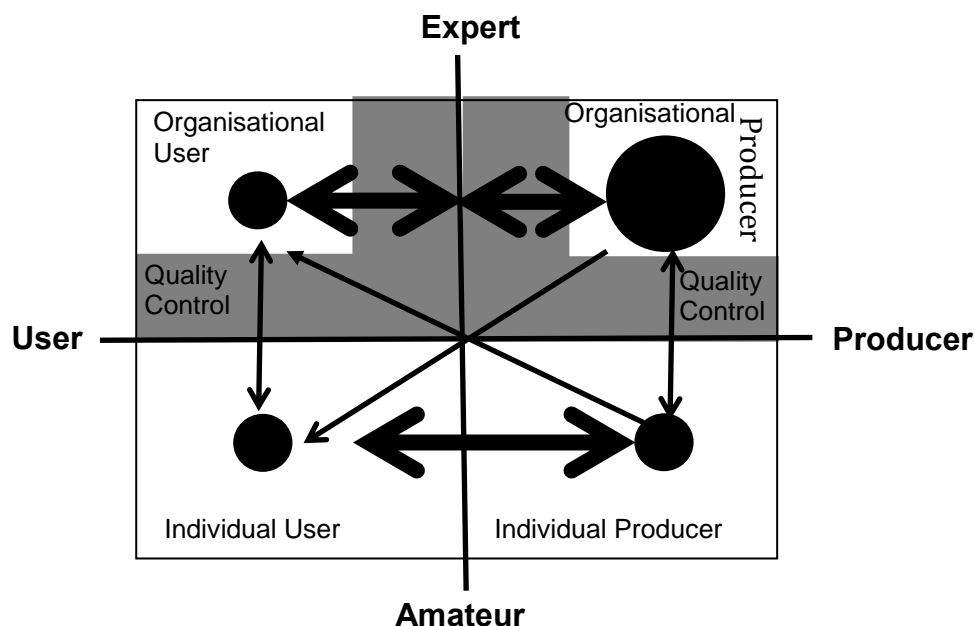 Expert
Organisational
User
Organisational
Producer
Quality
Control
Quality
Control
User
Producer
Individual User
Individual Producer
Amateur